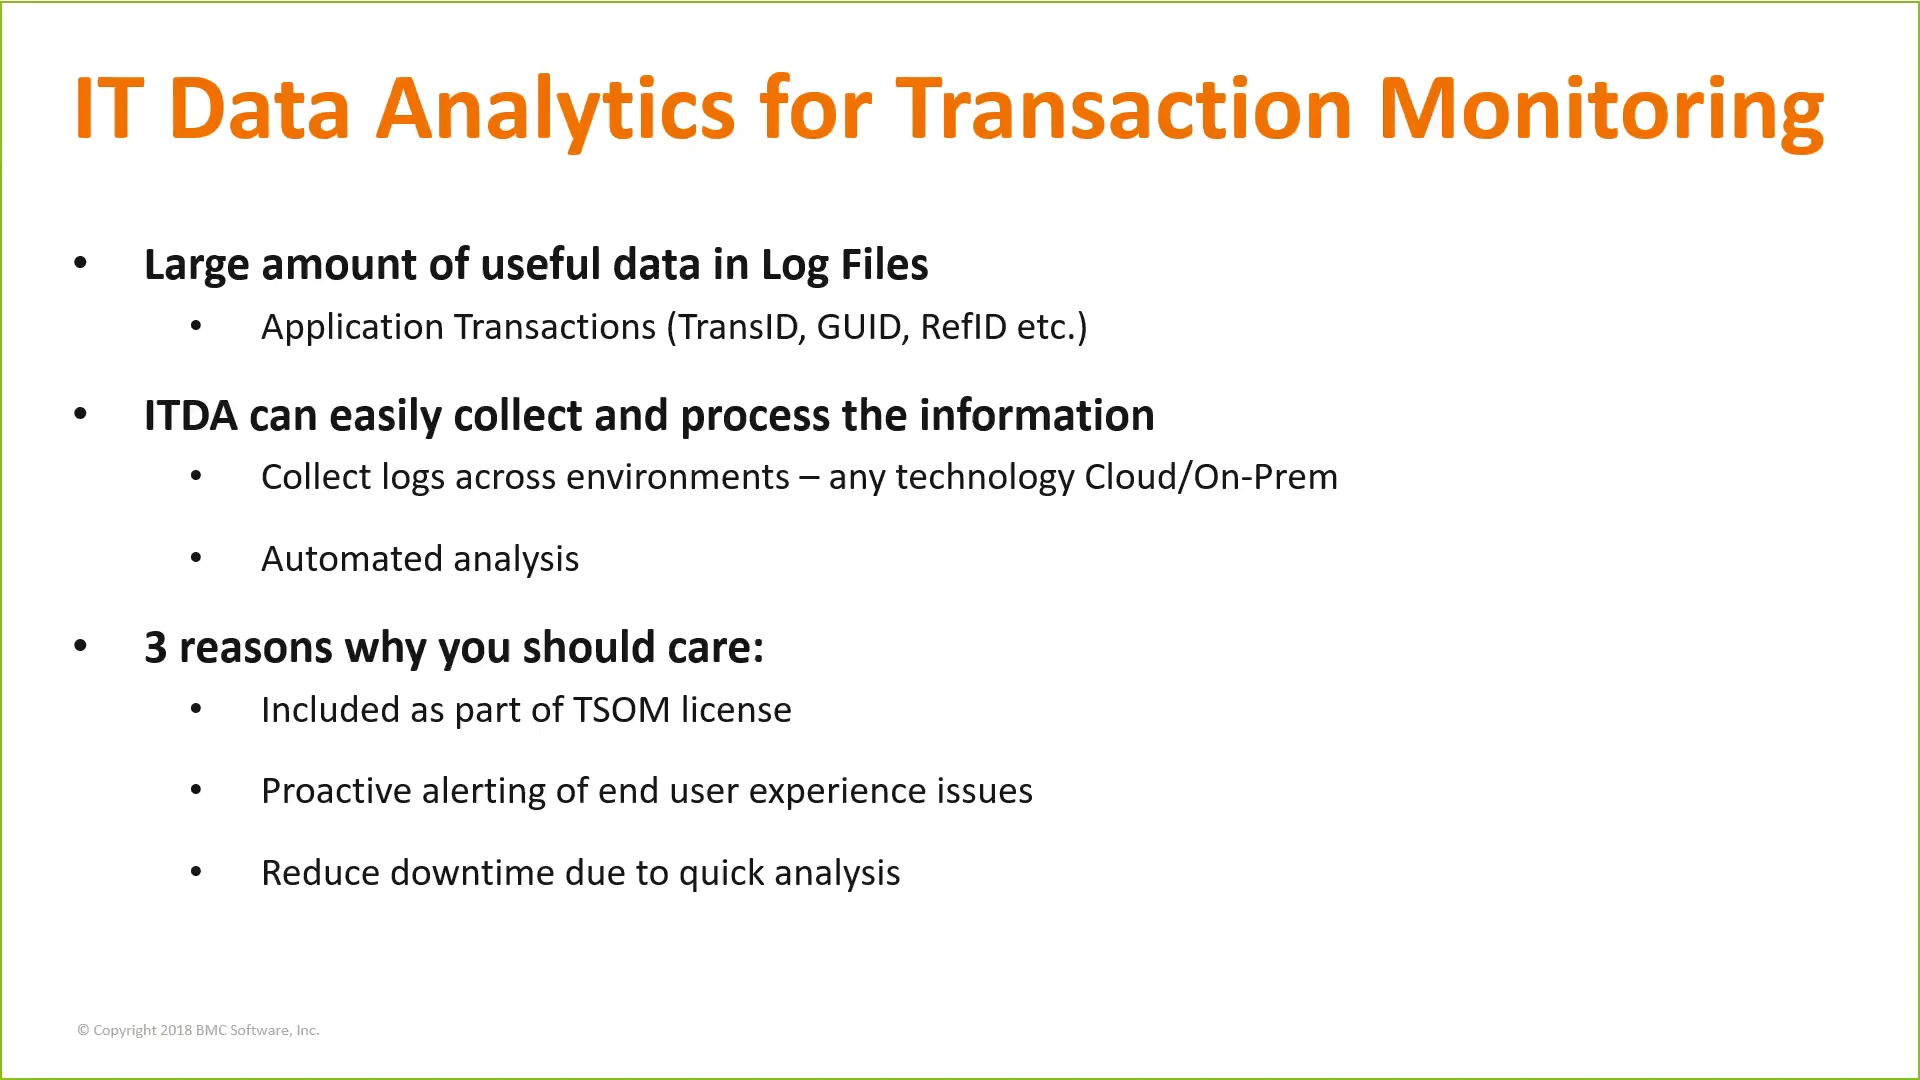 IT Data Analytics for Transaction Monitoring
• Large amount of useful data in Log Files
• Application Transactions (TransID, GUID, RefID etc.)
• ITDA can easily collect and process the information
• Collect logs across environments – any technology Cloud/On-Prem
• Automated analysis
• 3 reasons why you should care:
• Included as part of TSOM license
• Proactive alerting of end user experience issues
• Reduce downtime due to quick analysis
© Copyright 2018 BMC Software, Inc.